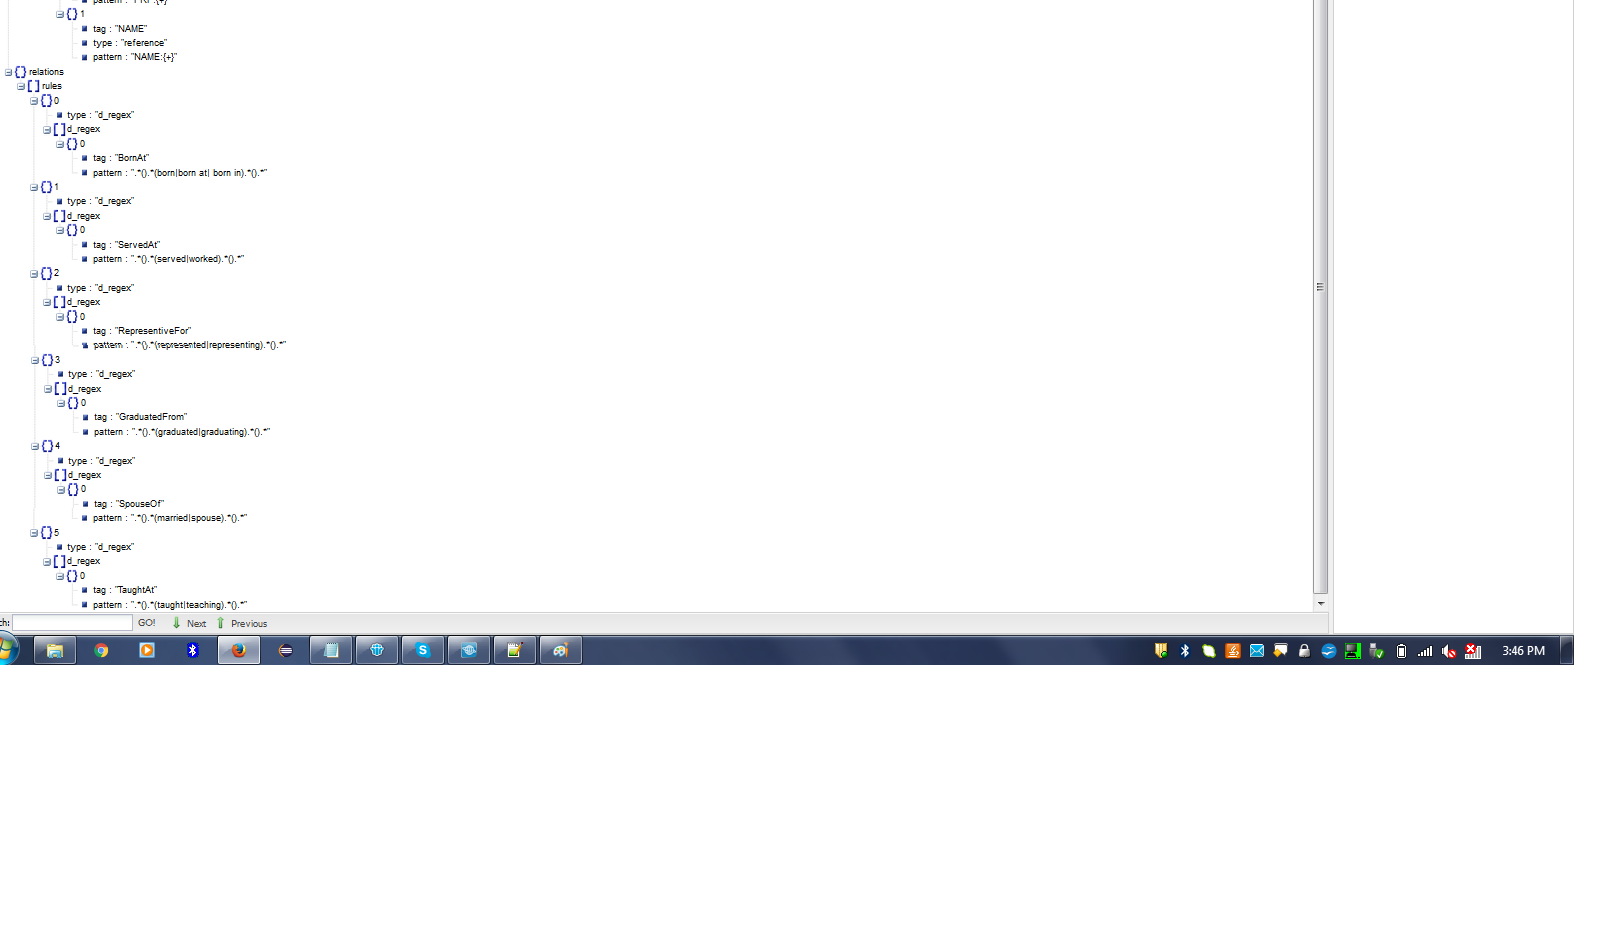 {} 1
tag : "NAME"
type : "reference"
pattern : "NAME:{+}"
{} relations
[ ] rules
{} 0
type : "d_regex"
[ ] d_regex
{} 0
tag : "BornAt"
pattern : ".*().*(born|born at| born in).*().*"
{} 1
type : "d_regex"
[ ] d_regex
{} 0
tag : "ServedAt"
pattern : ".*().*(served|worked).*().*"
{} 2
type : "d_regex"
[ ] d_regex
{} 0
tag : "RepresentiveFor"
pattern : ".*().*(represented|representing).*().*"
{} 3
type : "d_regex"
[ ] d_regex
{} 0
tag : "GraduatedFrom"
pattern : ".*().*(graduated|graduating).*().*"
{} 4
type : "d_regex"
[ ] d_regex
{} 0
tag : "SpouseOf"
pattern : ".*().*(married|spouse).*().*"
{} 5
type : "d_regex"
[ ] d_regex
{} 0
tag : "TaughtAt"
pattern : ".*().*(taught|teaching).*().*"
ch: GO! Next Previous
3:46 PM